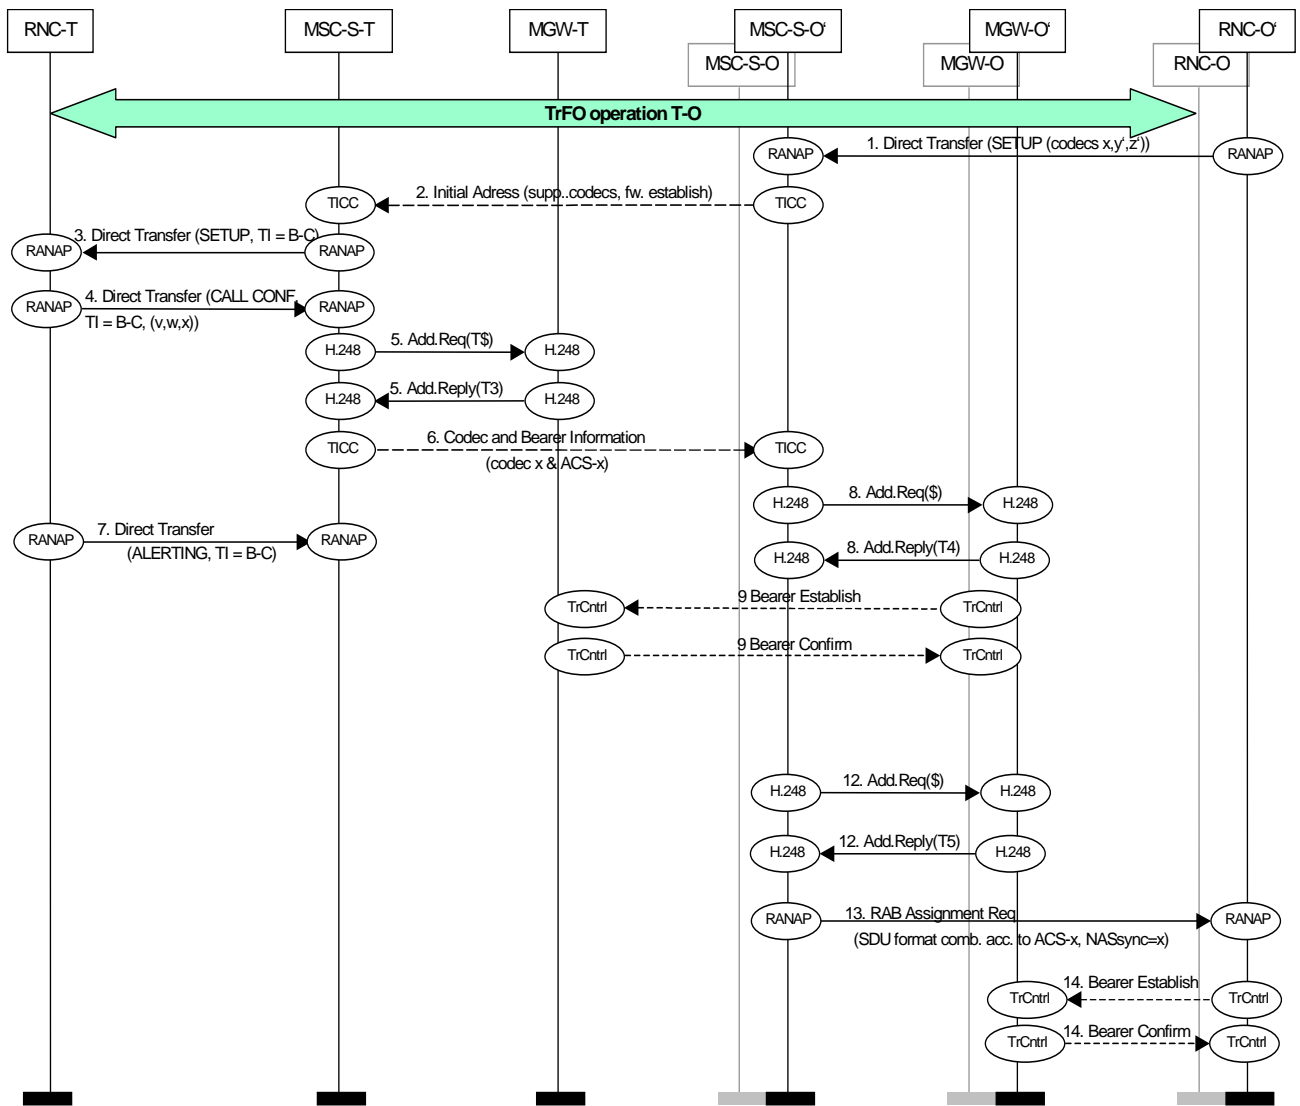 RNC-T
MSC-S-T
MGW-T
MSC-S-O‘
MGW-O‘
RNC-O‘
MSC-S-O
MGW-O
RNC-O
TrFO operation T-O
RANAP
1. Direct Transfer (SETUP (codecs x,y‘,z‘))
RANAP
TICC
2. Initial Adress (supp..codecs, fw. establish)
TICC
RANAP
3. Direct Transfer (SETUP, TI = B-C)
RANAP
RANAP
4. Direct Transfer (CALL CONF,
TI = B-C, (v,w,x))
RANAP
H.248
5. Add.Req(T$)
H.248
H.248
5. Add.Reply(T3)
H.248
TICC
6. Codec and Bearer Information
(codec x & ACS-x)
TICC
H.248
8. Add.Req($)
H.248
RANAP
7. Direct Transfer
(ALERTING, TI = B-C)
RANAP
H.248
8. Add.Reply(T4)
H.248
TrCntrl
9 Bearer Establish
TrCntrl
TrCntrl
9 Bearer Confirm
TrCntrl
H.248
12. Add.Req($)
H.248
H.248
12. Add.Reply(T5)
H.248
RANAP
13. RAB Assignment Req
(SDU format comb. acc. to ACS-x, NASsync=x)
RANAP
TrCntrl
14. Bearer Establish
TrCntrl
TrCntrl
14. Bearer Confirm
TrCntrl